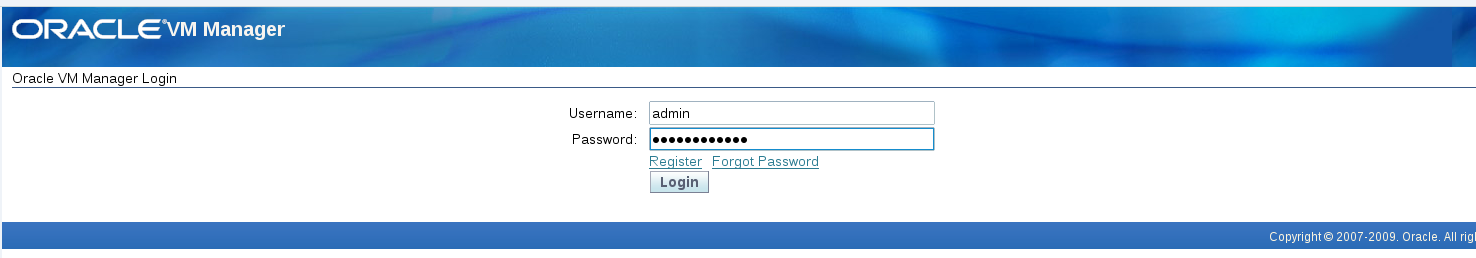 ORACLE® VM Manager
Oracle VM Manager Login
Username: admin
Password: ••••••••••••
Register Forgot Password
Login
Copyright © 2007-2009. Oracle. All rig